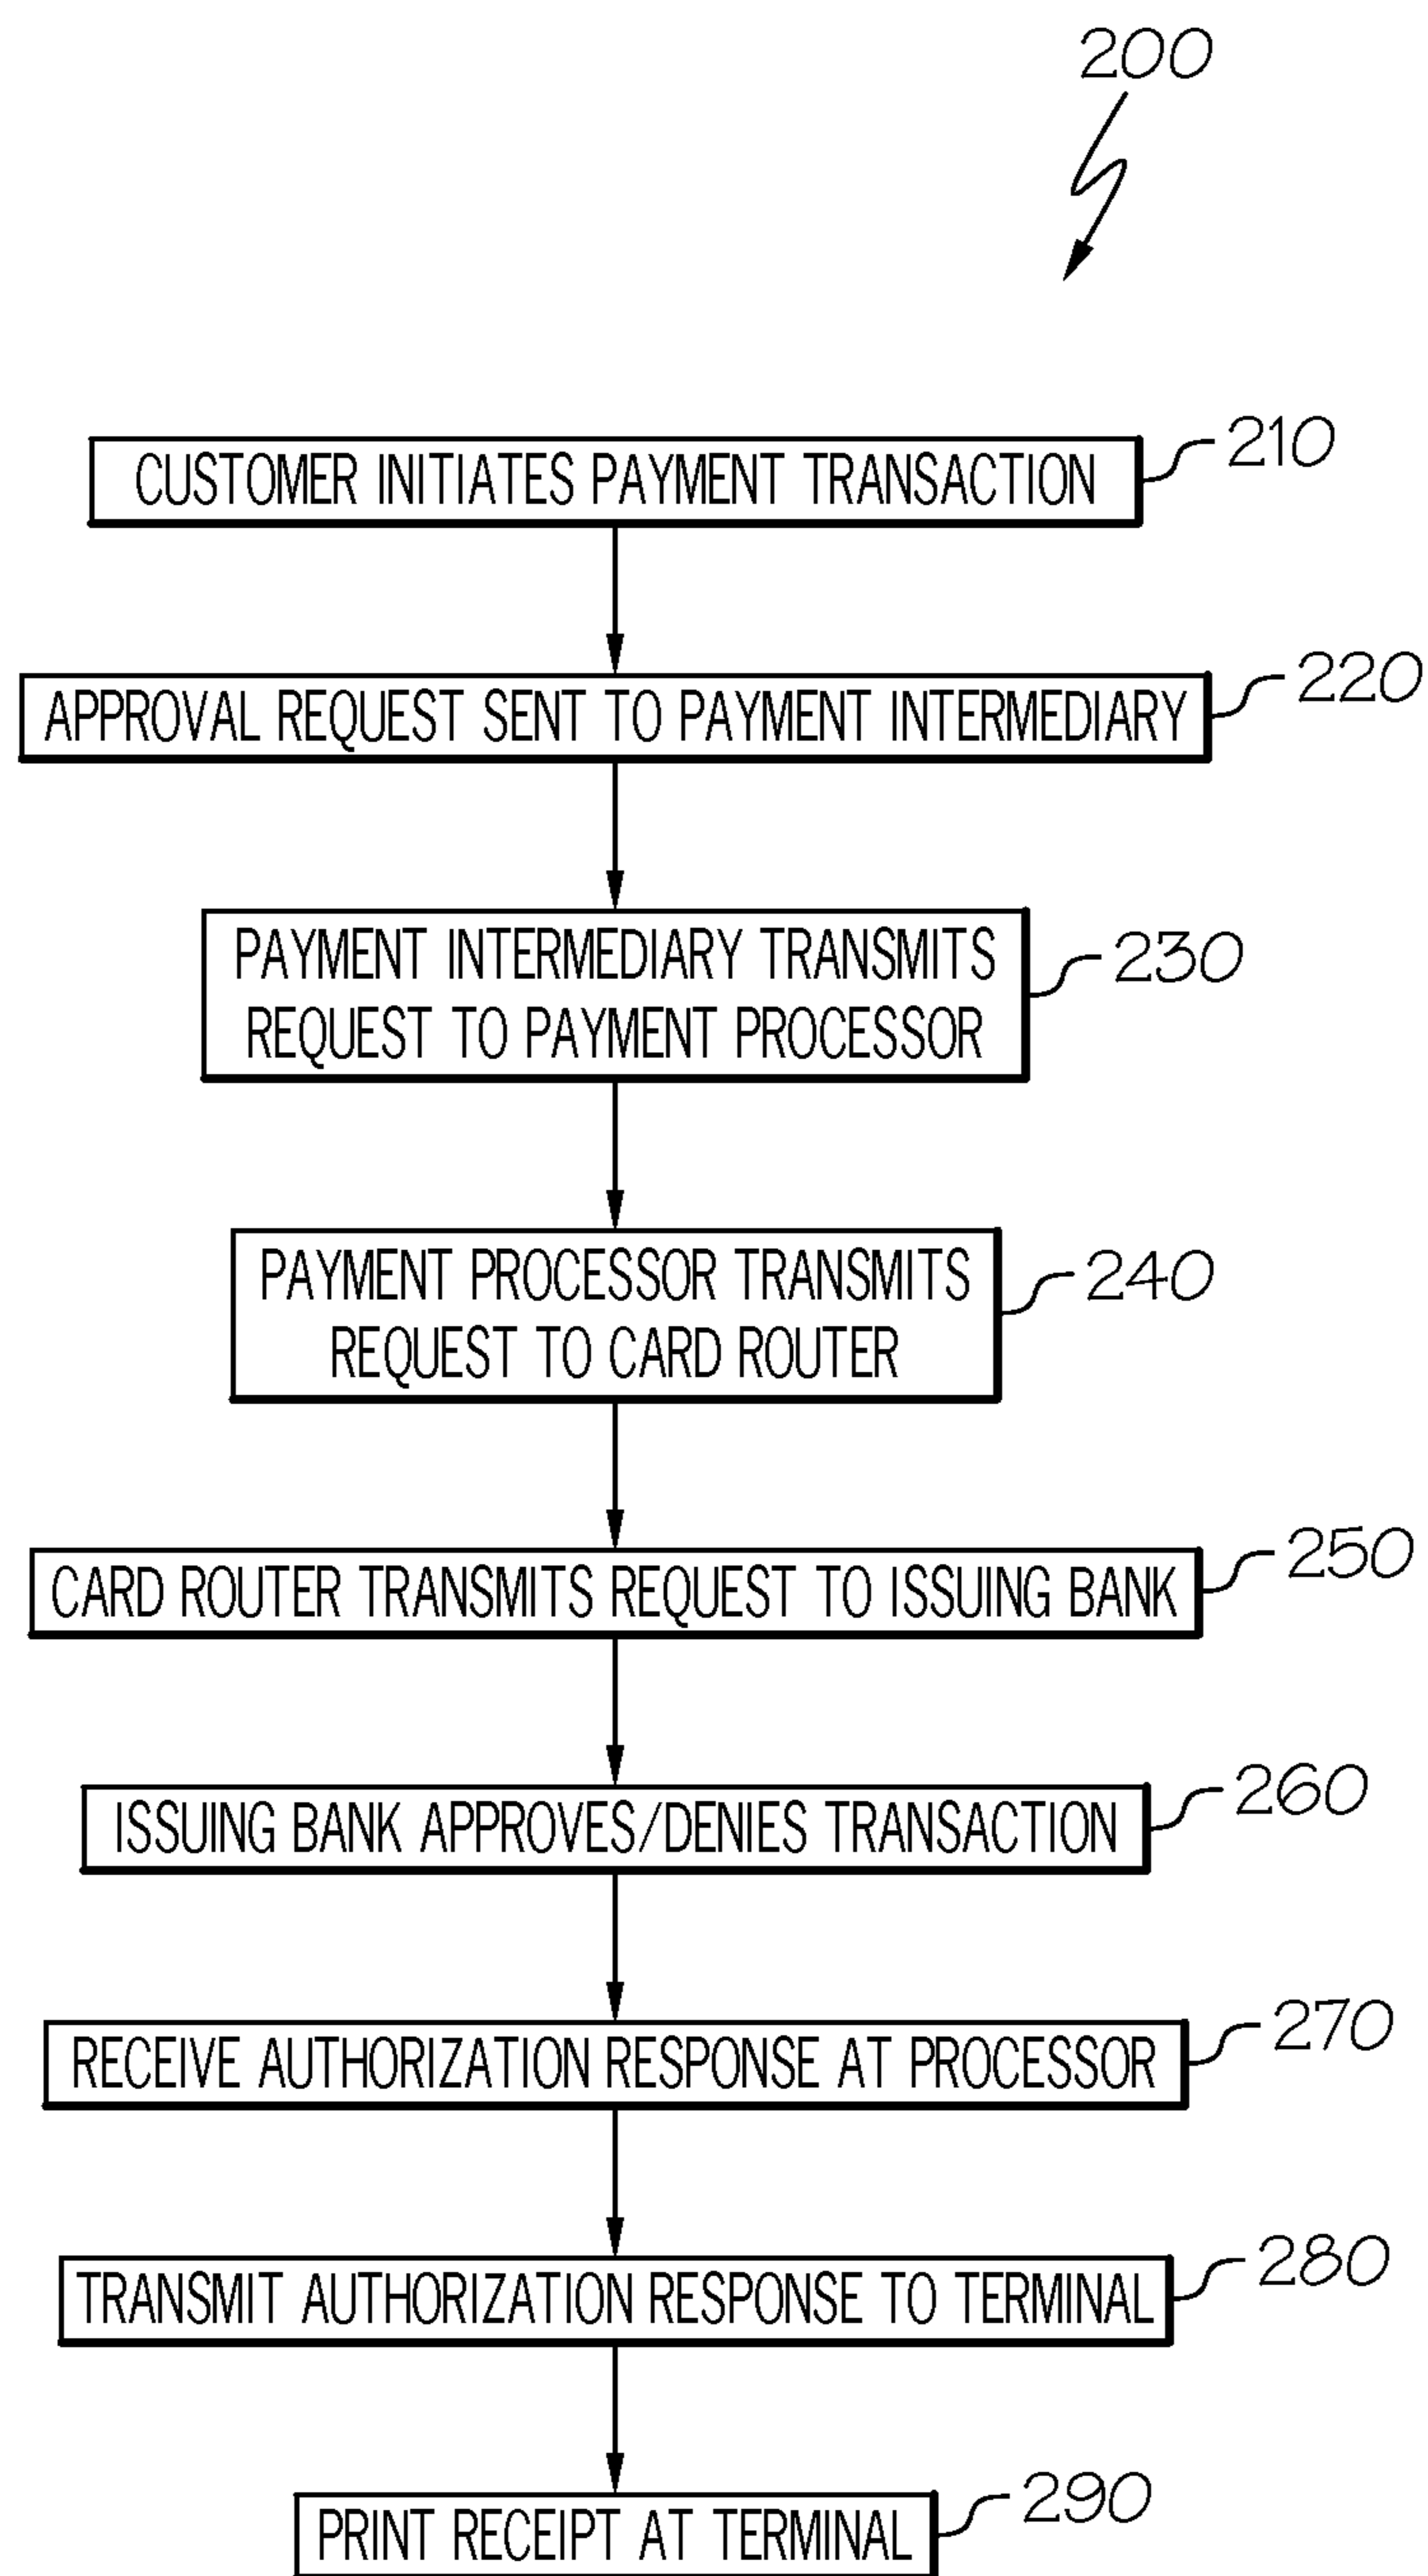 200
CUSTOMER INITIATES PAYMENT TRANSACTION
210
APPROVAL REQUEST SENT TO PAYMENT INTERMEDIARY
220
PAYMENT INTERMEDIARY TRANSMITS
REQUEST TO PAYMENT PROCESSOR
230
PAYMENT PROCESSOR TRANSMITS
REQUEST TO CARD ROUTER
240
CARD ROUTER TRANSMITS REQUEST TO ISSUING BANK
250
ISSUING BANK APPROVES/DENIES TRANSACTION
260
RECEIVE AUTHORIZATION RESPONSE AT PROCESSOR
270
TRANSMIT AUTHORIZATION RESPONSE TO TERMINAL
280
PRINT RECEIPT AT TERMINAL
290